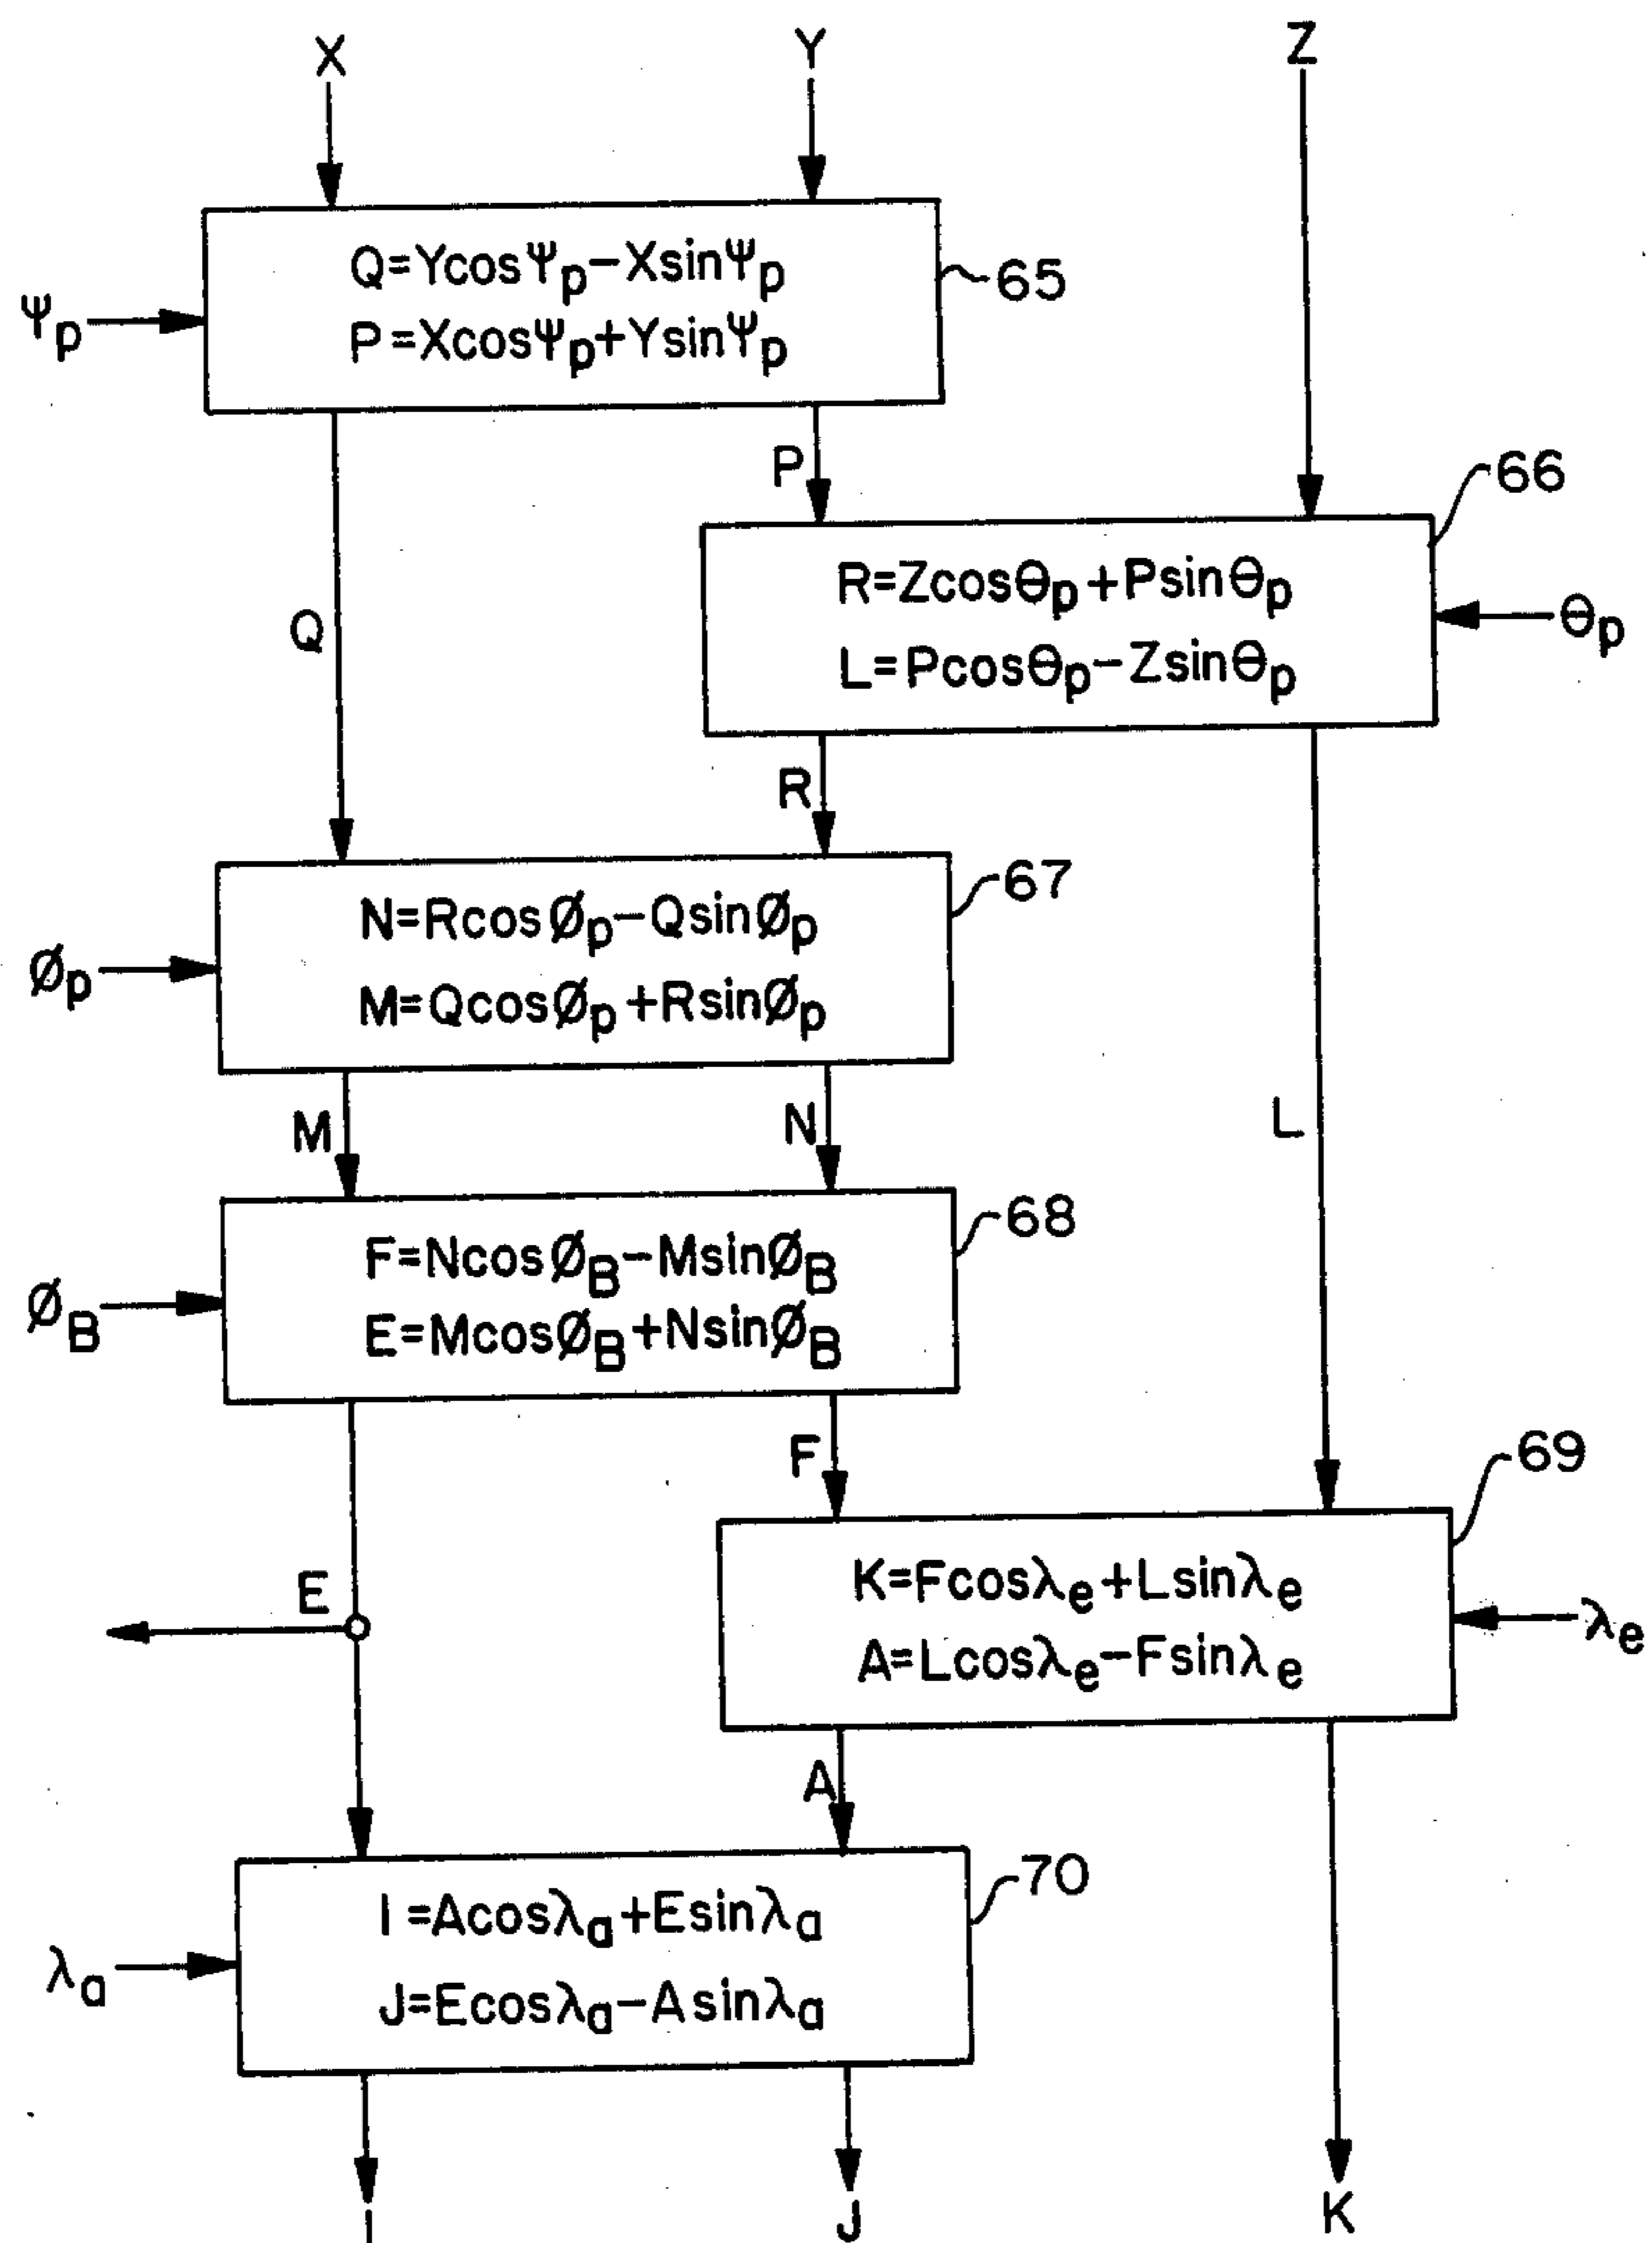 X Y Z
Q=Ycosψp−Xsinψp
P=Xcosψp+Ysinψp
65
ψp
P
66
R=Zcosθp+Psinθp
L=Pcosθp−Zsinθp
θp
Q
R
67
N=RcosØp−QsinØp
M=QcosØp+RsinØp
Øp
M N L
68
F=NcosØB−MsinØB
E=McosØB+NsinØB
ØB
F
69
K=Fcosλe+Lsinλe
A=Lcosλe−Fsinλe
λe
E
A
70
I=Acosλa+Esinλa
J=Ecosλa−Asinλa
λa
I J K